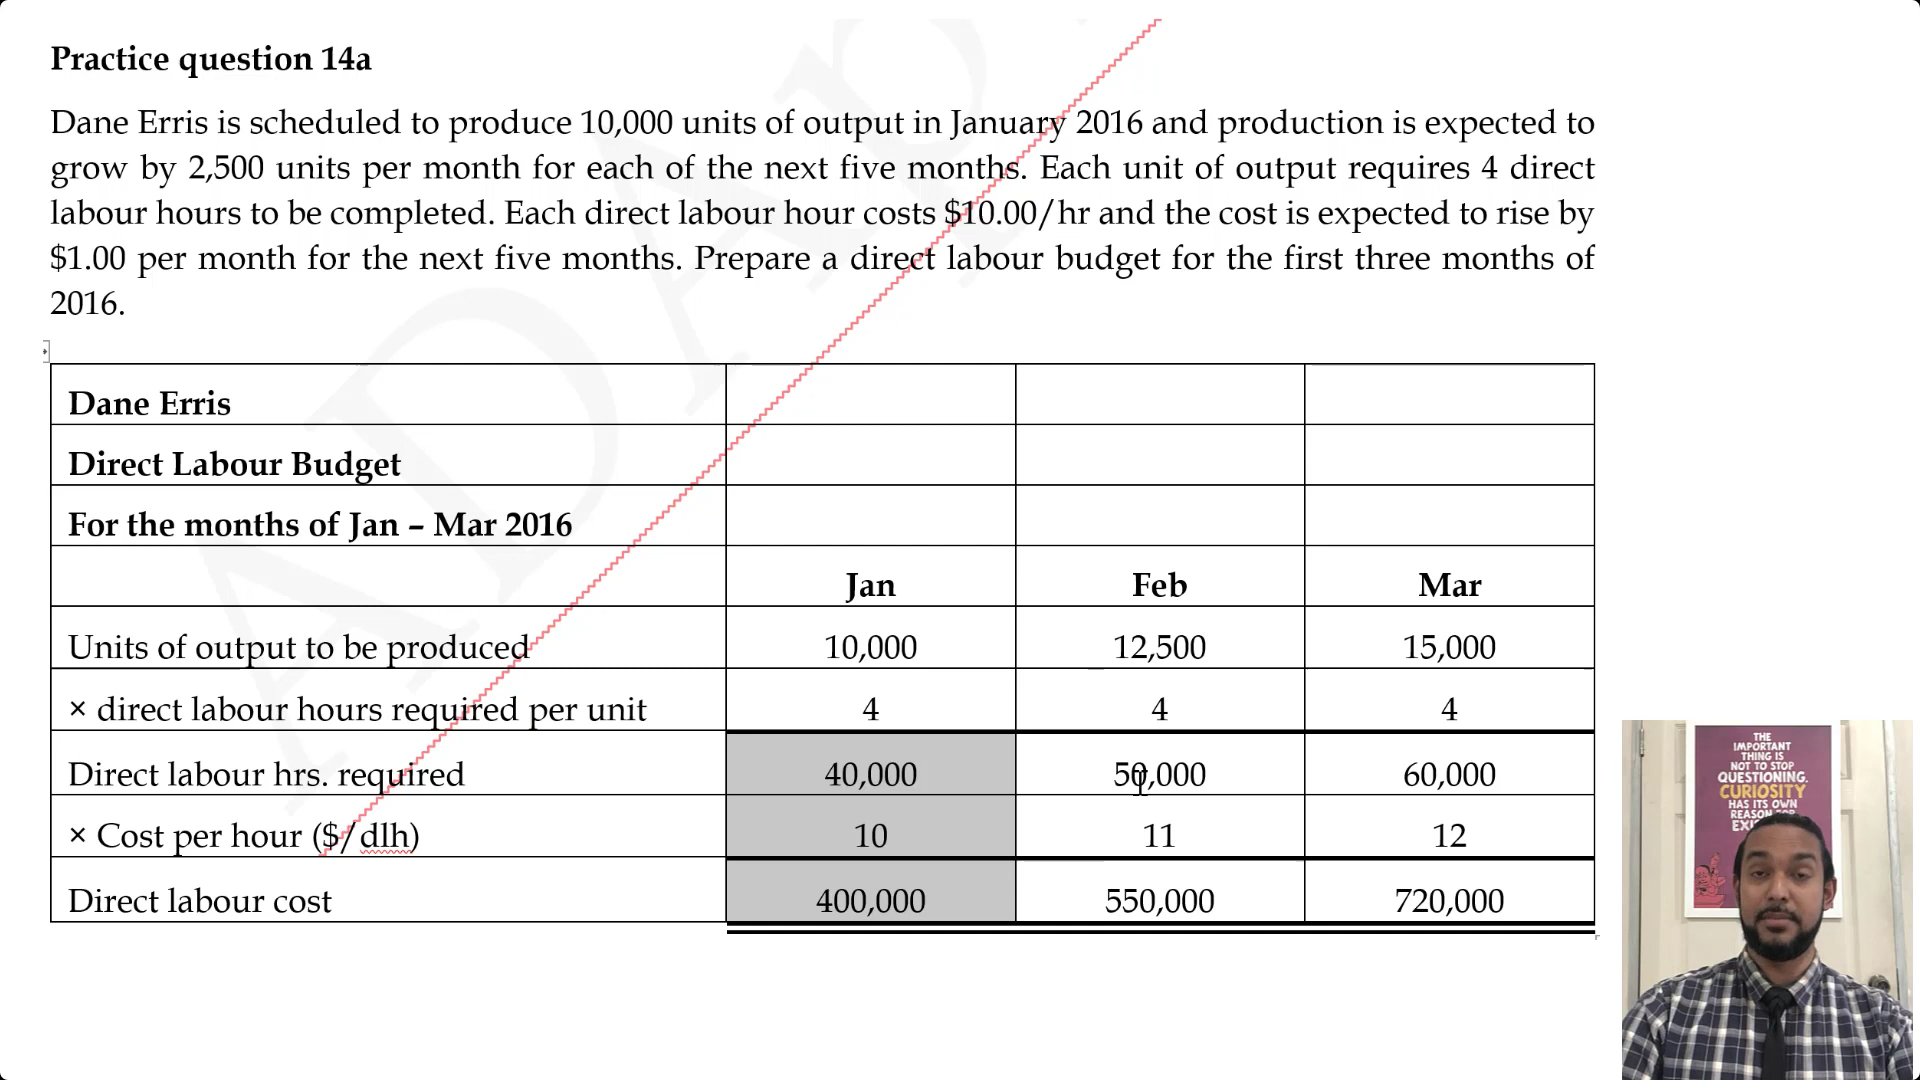 Practice question 14a
Dane Erris is scheduled to produce 10,000 units of output in January 2016 and production is expected to
grow by 2,500 units per month for each of the next five months. Each unit of output requires 4 direct
labour hours to be completed. Each direct labour hour costs $10.00/hr and the cost is expected to rise by
$1.00 per month for the next five months. Prepare a direct labour budget for the first three months of
2016.
Dane Erris
Direct Labour Budget
For the months of Jan – Mar 2016
Jan Feb Mar
Units of output to be produced 10,000 12,500 15,000
× direct labour hours required per unit 4 4 4
Direct labour hrs. required 40,000 50,000 60,000
× Cost per hour ($/dlh) 10 11 12
Direct labour cost 400,000 550,000 720,000
THE
IMPORTANT
THING IS
NOT TO STOP
QUESTIONING.
CURIOSITY
HAS ITS OWN
REASON